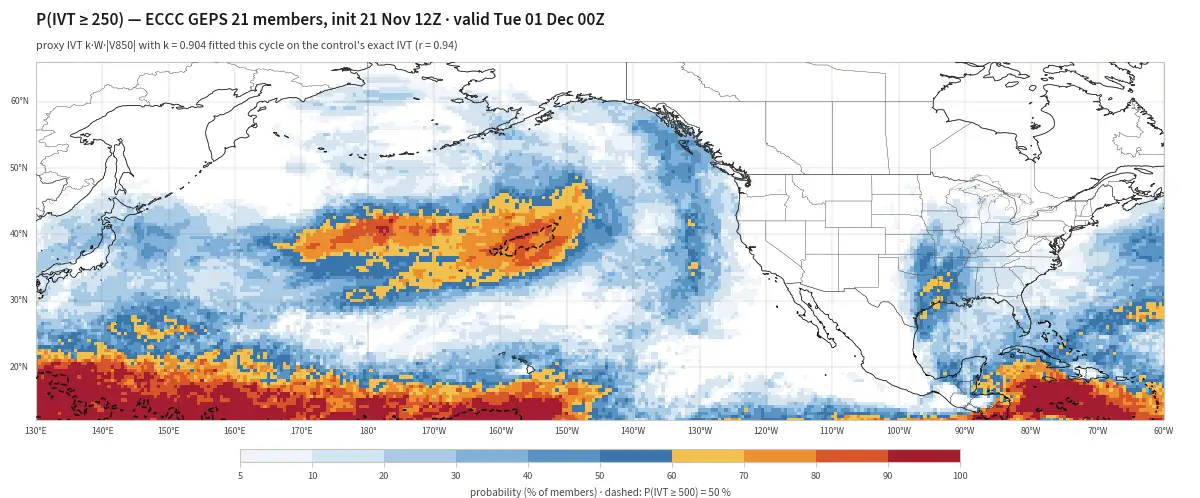 P(IVT ≥ 250) — ECCC GEPS 21 members, init 21 Nov 12Z · valid Tue 01 Dec 00Z
proxy IVT k·W·|V850| with k = 0.904 fitted this cycle on the control's exact IVT (r = 0.94)
60°N
50°N
40°N
30°N
20°N
130°E 140°E 150°E 160°E 170°E 180° 170°W 160°W 150°W 140°W 130°W 120°W 110°W 100°W 90°W 80°W 70°W 60°W
5 10 20 30 40 50 60 70 80 90 100
probability (% of members) · dashed: P(IVT ≥ 500) = 50 %